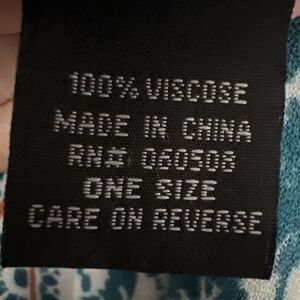 100% VISCOSE
MADE IN CHINA
RN# 060508
ONE SIZE
CARE ON REVERSE